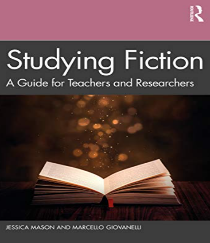 Studying Fiction
A Guide for Teachers and Researchers
JESSICA MASON AND MARCELLO GIOVANELLI